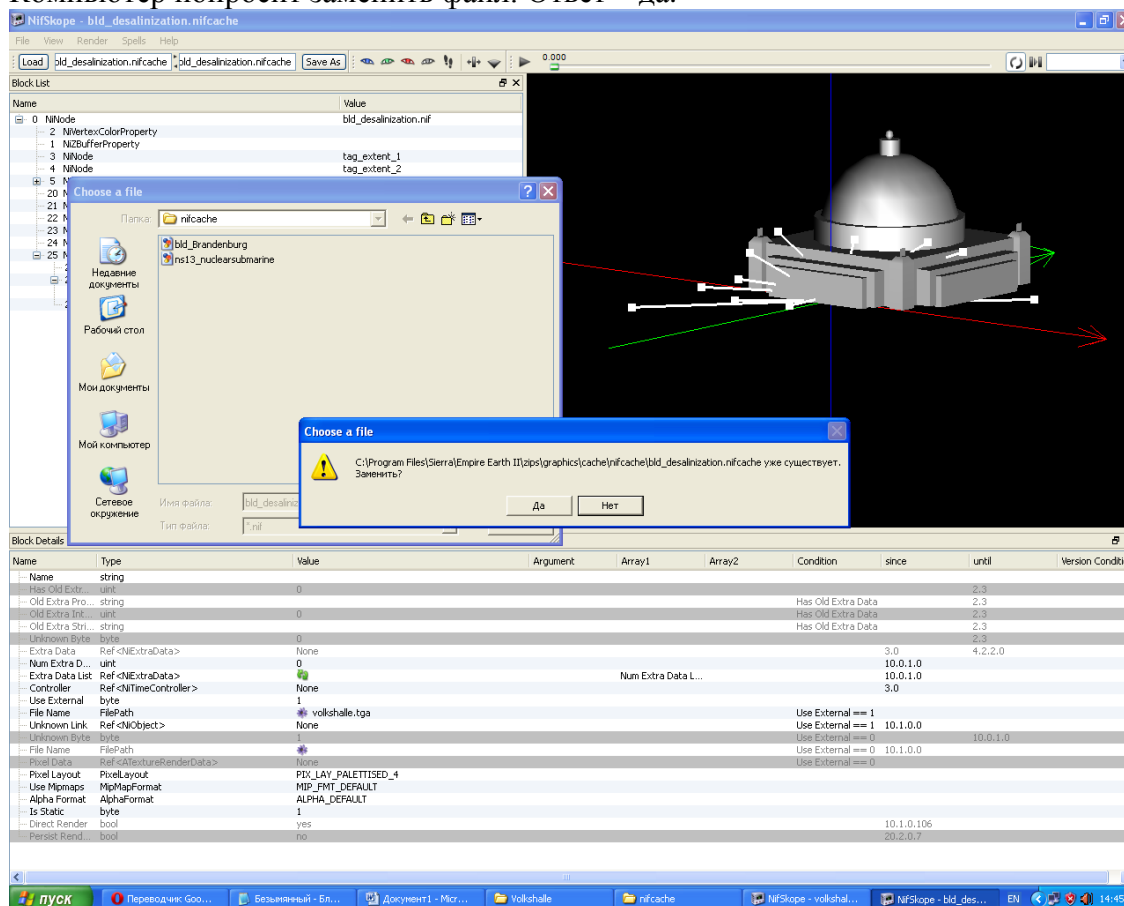 Компьютер попросит заменить файл. Ответ – да.
NifSkope - bld_desalinization.nifcache
File View Render Spells Help
Load bld_desalinization.nifcache bld_desalinization.nifcache Save As 0.000
Block List
Name Value
0 NiNode bld_desalinization.nif
2 NiVertexColorProperty
1 NiZBufferProperty
3 NiNode tag_extent_1
4 NiNode tag_extent_2
5 N
20 N
21 N
22 N
23 N
24 N
25 N
Choose a file
Папка: nifcache
bld_Brandenburg
ns13_nuclearsubmarine
Недавние документы
Рабочий стол
Мои документы
Мой компьютер
Сетевое окружение
Имя файла: bld_desaliniz
Тип файла: *.nif
Choose a file
C:\Program Files\Sierra\Empire Earth II\zips\graphics\cache\nifcache\bld_desalinization.nifcache уже существует.
Заменить?
Да Нет
Block Details
Name Type Value Argument Array1 Array2 Condition since until Version Conditi
Name string
Has Old Extr... uint 0 2.3
Old Extra Pro... string Has Old Extra Data 2.3
Old Extra Int... uint 0 Has Old Extra Data 2.3
Old Extra Stri... string Has Old Extra Data 2.3
Unknown Byte byte 0 2.3
Extra Data Ref<NiExtraData> None 3.0 4.2.2.0
Num Extra D... uint 0 10.0.1.0
Extra Data List Ref<NiExtraData> Num Extra Data L... 10.0.1.0
Controller Ref<NiTimeController> None 3.0
Use External byte 1
File Name FilePath volkshalle.tga Use External == 1
Unknown Link Ref<NiObject> None Use External == 1 10.1.0.0
Unknown Byte byte 1 Use External == 0 10.0.1.0
File Name FilePath Use External == 0 10.1.0.0
Pixel Data Ref<ATextureRenderData> None Use External == 0
Pixel Layout PixelLayout PIX_LAY_PALETTISED_4
Use Mipmaps MipMapFormat MIP_FMT_DEFAULT
Alpha Format AlphaFormat ALPHA_DEFAULT
Is Static byte 1
Direct Render bool yes 10.1.0.106
Persist Rend... bool no 20.2.0.7
пуск Переводчик Goo... Безымянный - Бл... Документ1 - Micr... Volkshalle nifcache NifSkope - volkshal... NifSkope - bld_des... EN 14:45